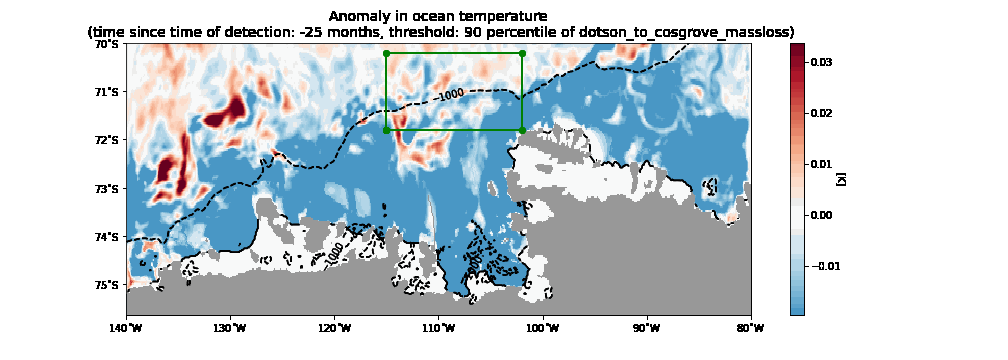 Anomaly in ocean temperature
(time since time of detection: -25 months, threshold: 90 percentile of dotson_to_cosgrove_massloss)
70°S
71°S
72°S
73°S
74°S
75°S
140°W
130°W
120°W
110°W
100°W
90°W
80°W
-1000
-1000
0.03
0.02
0.01
0.00
−0.01
[K]